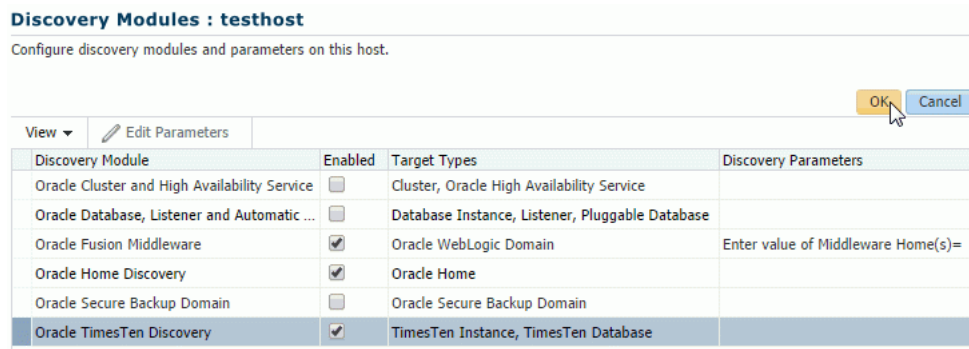 Discovery Modules : testhost
Configure discovery modules and parameters on this host.
OK Cancel
View Edit Parameters
Discovery Module Enabled Target Types Discovery Parameters
Oracle Cluster and High Availability Service Cluster, Oracle High Availability Service
Oracle Database, Listener and Automatic ... Database Instance, Listener, Pluggable Database
Oracle Fusion Middleware Oracle WebLogic Domain Enter value of Middleware Home(s)=
Oracle Home Discovery Oracle Home
Oracle Secure Backup Domain Oracle Secure Backup Domain
Oracle TimesTen Discovery TimesTen Instance, TimesTen Database